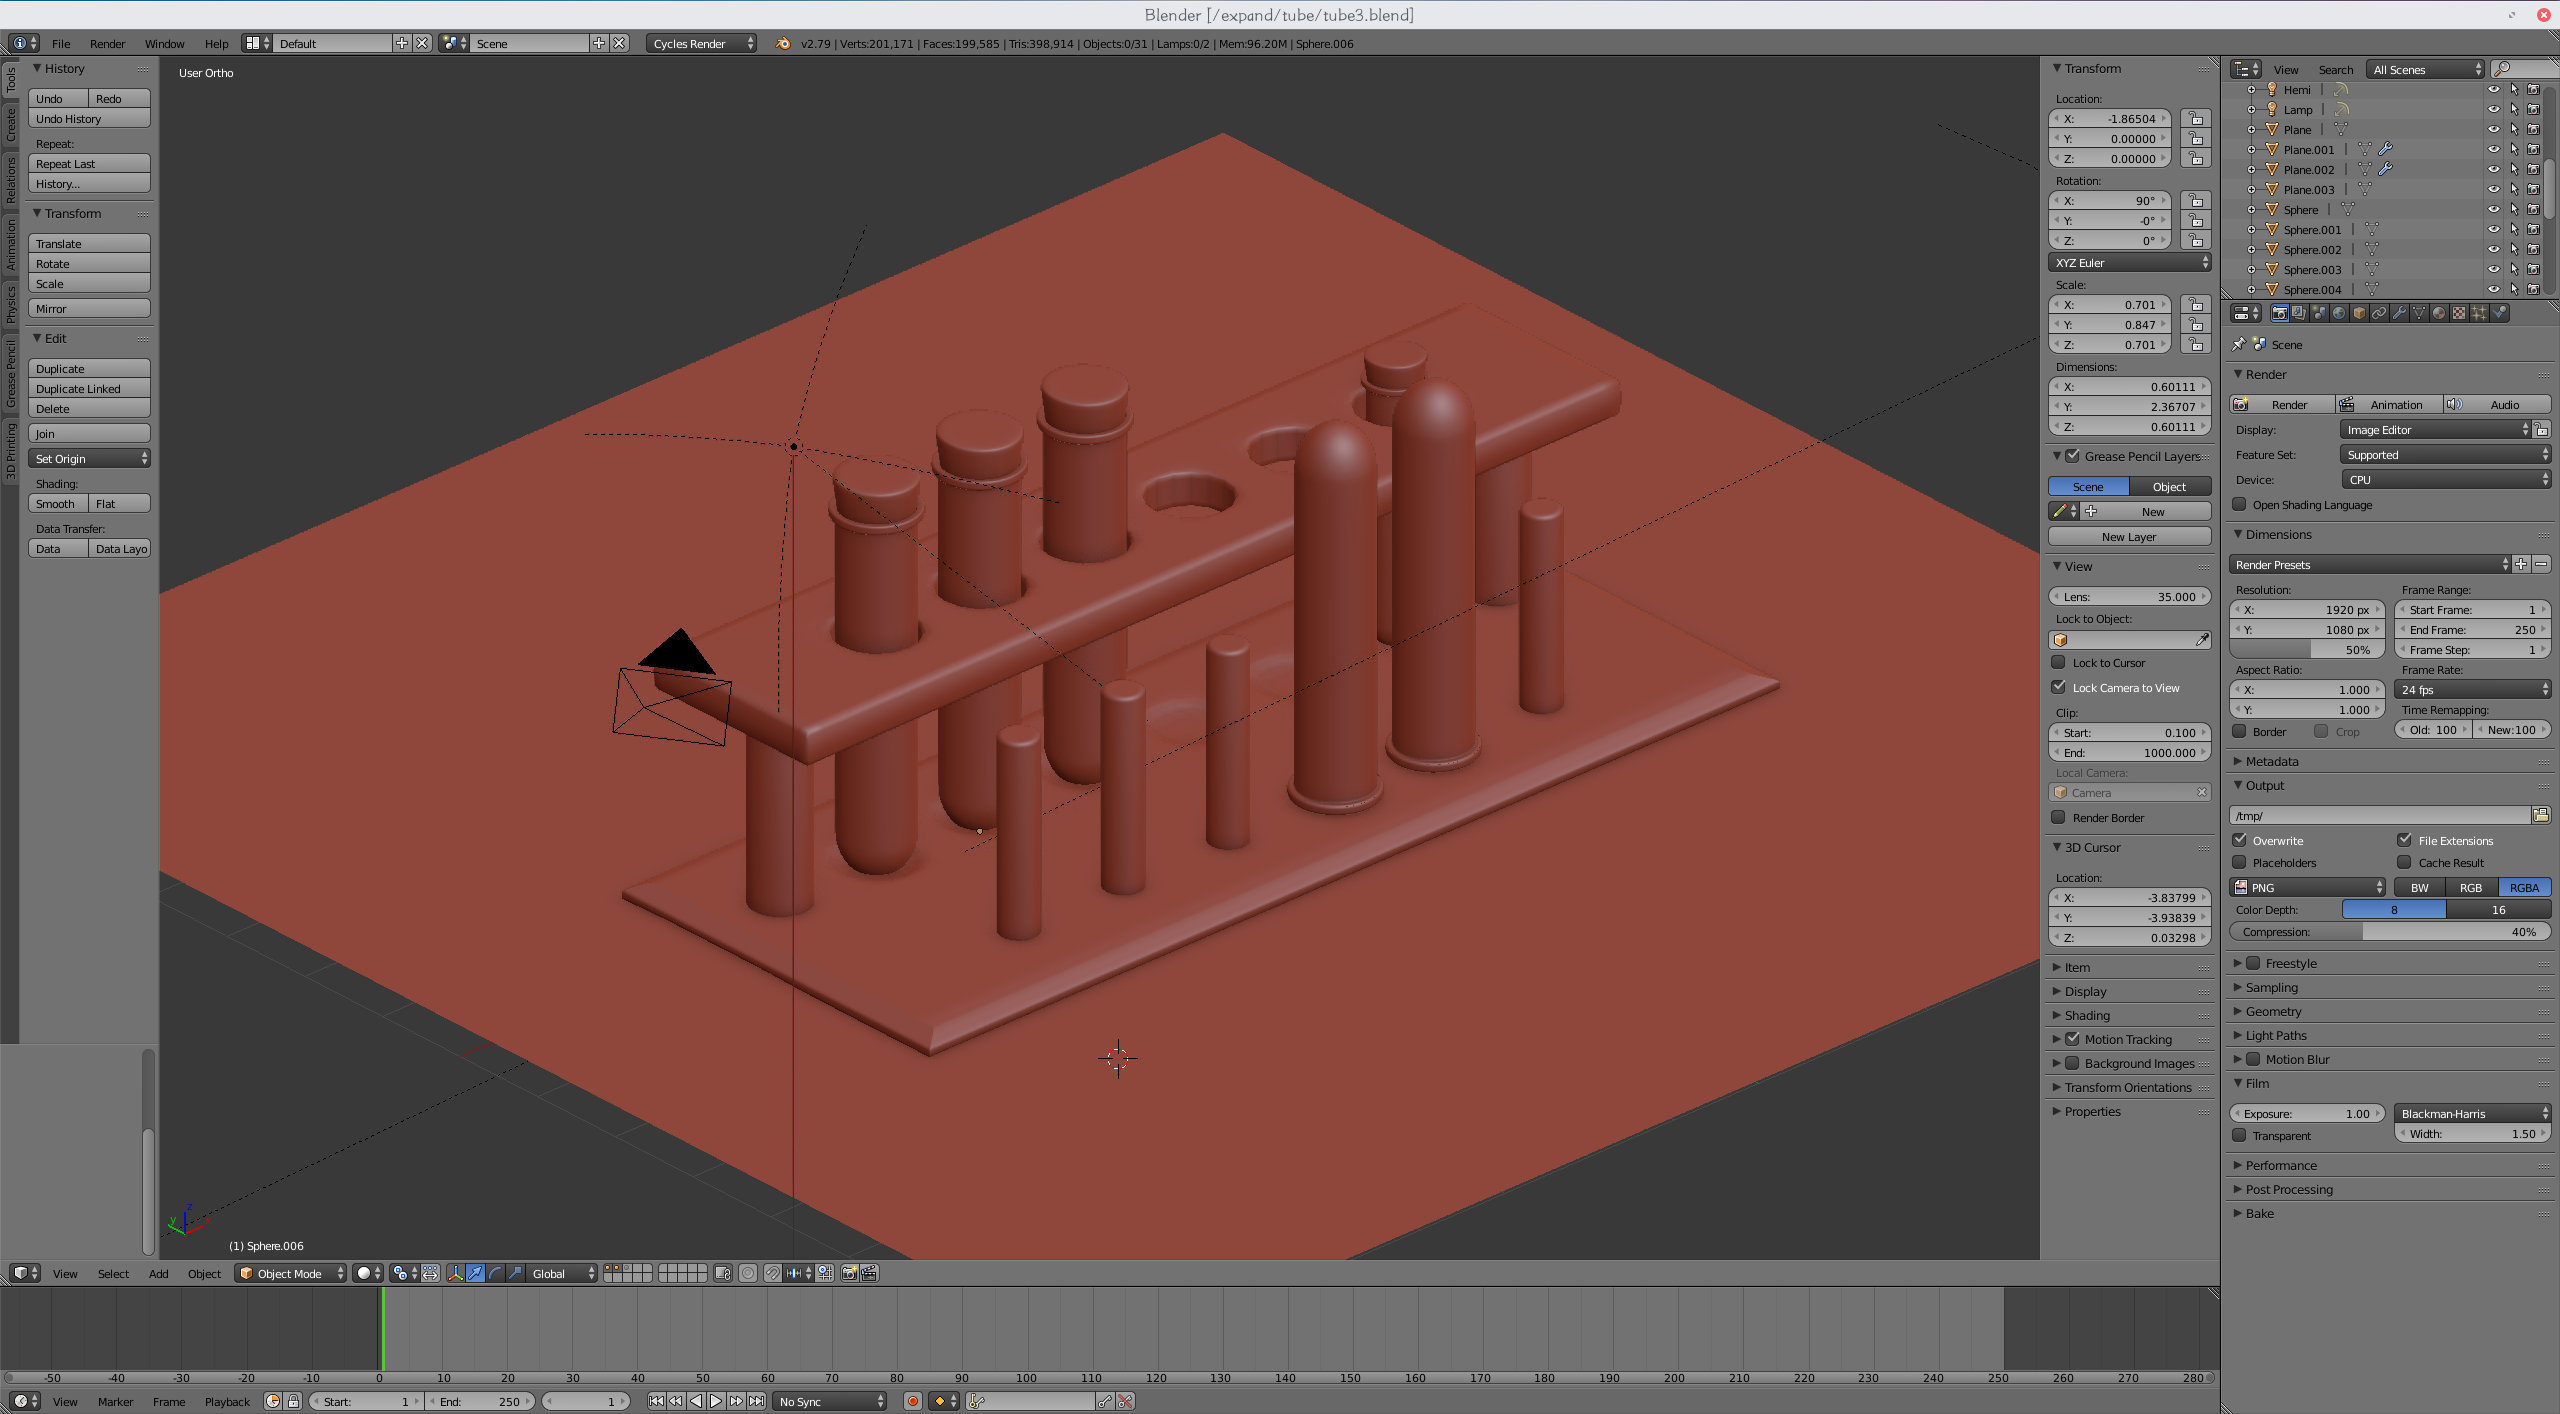 Blender [/expand/tube/tube3.blend]
File Render Window Help Default Scene Cycles Render v2.79 | Verts:201,171 | Faces:199,585 | Tris:398,914 | Objects:0/31 | Lamps:0/2 | Mem:96.20M | Sphere.006
Tools
Create
Relations
Animation
Physics
Grease Pencil
3D Printing
History
Undo Redo
Undo History
Repeat:
Repeat Last
History...
Transform
Translate
Rotate
Scale
Mirror
Edit
Duplicate
Duplicate Linked
Delete
Join
Set Origin
Shading:
Smooth Flat
Data Transfer:
Data Data Layo
User Ortho
z
y
(1) Sphere.006
Transform
Location:
X: -1.86504
Y: 0.00000
Z: 0.00000
Rotation:
X: 90°
Y: -0°
Z: 0°
XYZ Euler
Scale:
X: 0.701
Y: 0.847
Z: 0.701
Dimensions:
X: 0.60111
Y: 2.36707
Z: 0.60111
Grease Pencil Layers
Scene Object
New
New Layer
View
Lens: 35.000
Lock to Object:
Lock to Cursor
Lock Camera to View
Clip:
Start: 0.100
End: 1000.000
Local Camera:
Camera
Render Border
3D Cursor
Location:
X: -3.83799
Y: -3.93839
Z: 0.03298
Item
Display
Shading
Motion Tracking
Background Images
Transform Orientations
Properties
View Search All Scenes
Hemi
Lamp
Plane
Plane.001
Plane.002
Plane.003
Sphere
Sphere.001
Sphere.002
Sphere.003
Sphere.004
Scene
Render
Render Animation Audio
Display: Image Editor
Feature Set: Supported
Device: CPU
Open Shading Language
Dimensions
Render Presets
Resolution: Frame Range:
X: 1920 px Start Frame: 1
Y: 1080 px End Frame: 250
50% Frame Step: 1
Aspect Ratio: Frame Rate:
X: 1.000 24 fps
Y: 1.000 Time Remapping:
Border Crop Old: 100 New:100
Metadata
Output
/tmp/
Overwrite File Extensions
Placeholders Cache Result
PNG BW RGB RGBA
Color Depth: 8 16
Compression: 40%
Freestyle
Sampling
Geometry
Light Paths
Motion Blur
Film
Exposure: 1.00 Blackman-Harris
Transparent Width: 1.50
Performance
Post Processing
Bake
View Select Add Object Object Mode Global
-50 -40 -30 -20 -10 0 10 20 30 40 50 60 70 80 90 100 110 120 130 140 150 160 170 180 190 200 210 220 230 240 250 260 270 280
View Marker Frame Playback Start: 1 End: 250 1 No Sync